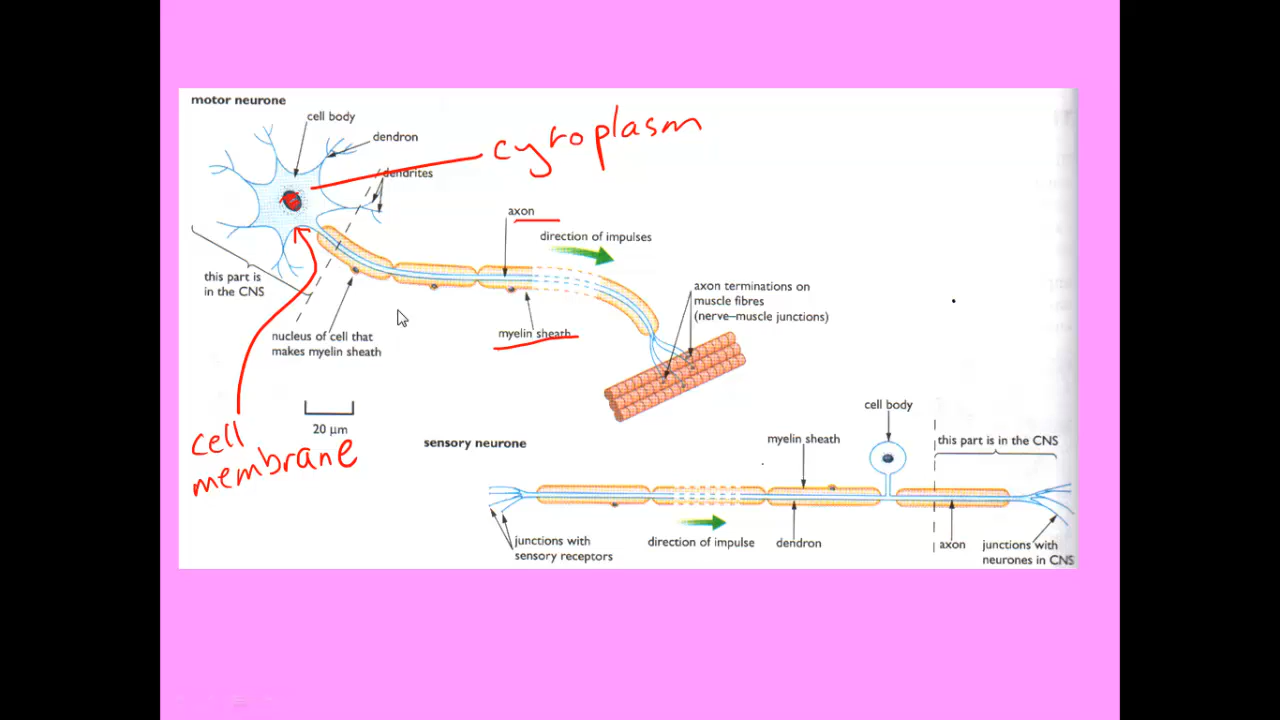 motor neurone
cell body
dendron
cytoplasm
dendrites
axon
direction of impulses
this part is
in the CNS
axon terminations on
muscle fibres
(nerve–muscle junctions)
nucleus of cell that
makes myelin sheath
myelin sheath
20 µm
cell
membrane
sensory neurone
cell body
myelin sheath
this part is in the CNS
junctions with
sensory receptors
direction of impulse
dendron
axon
junctions with
neurones in CNS